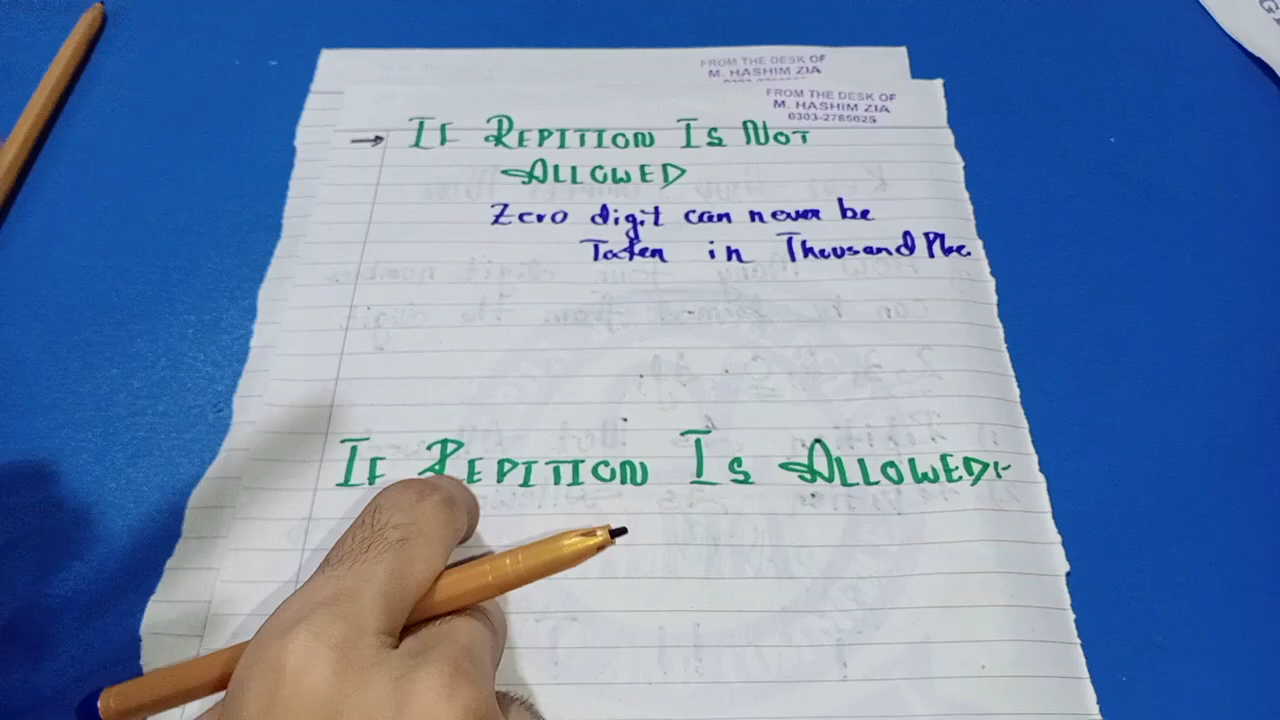 FROM THE DESK OF
M. HASHIM ZIA
FROM THE DESK OF
M. HASHIM ZIA
0303-2785025
→ IF REPITION IS NOT
ALLOWED
Zero digit can never be
Taken in Thousand Plac
IF REPITION IS ALLOWED:-